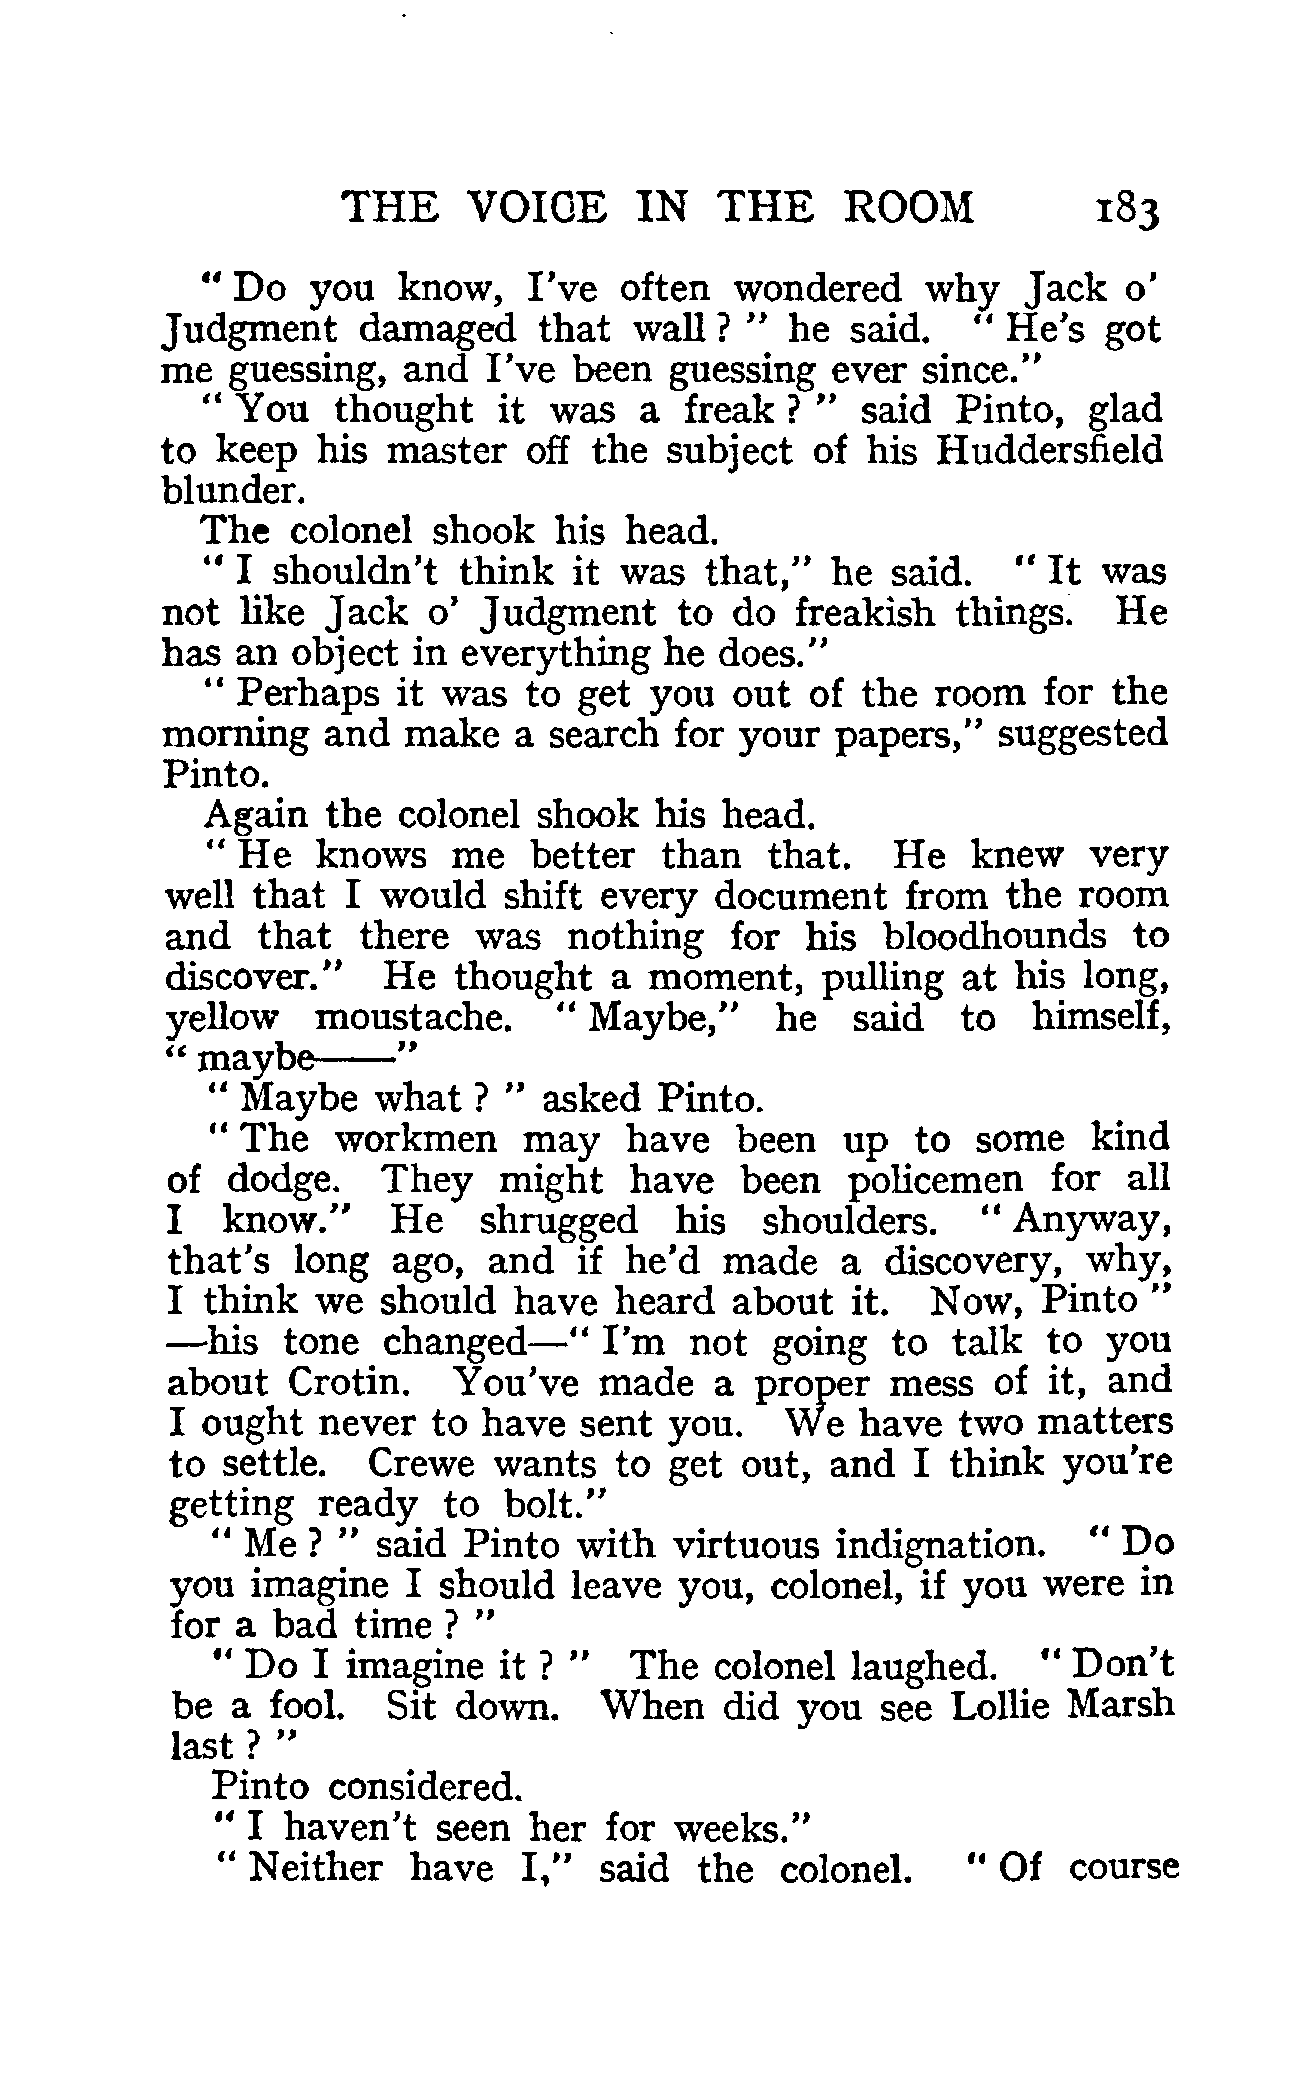 THE VOICE IN THE ROOM 183
" Do you know, I've often wondered why Jack o'
Judgment damaged that wall ? " he said. " He's got
me guessing, and I've been guessing ever since."
" You thought it was a freak ? " said Pinto, glad
to keep his master off the subject of his Huddersfield
blunder.
The colonel shook his head.
" I shouldn't think it was that," he said. " It was
not like Jack o' Judgment to do freakish things. He
has an object in everything he does."
" Perhaps it was to get you out of the room for the
morning and make a search for your papers," suggested
Pinto.
Again the colonel shook his head.
" He knows me better than that. He knew very
well that I would shift every document from the room
and that there was nothing for his bloodhounds to
discover." He thought a moment, pulling at his long,
yellow moustache. " Maybe," he said to himself,
" maybe——"
" Maybe what ? " asked Pinto.
" The workmen may have been up to some kind
of dodge. They might have been policemen for all
I know." He shrugged his shoulders. " Anyway,
that's long ago, and if he'd made a discovery, why,
I think we should have heard about it. Now, Pinto "
—his tone changed—" I'm not going to talk to you
about Crotin. You've made a proper mess of it, and
I ought never to have sent you. We have two matters
to settle. Crewe wants to get out, and I think you're
getting ready to bolt."
" Me ? " said Pinto with virtuous indignation. " Do
you imagine I should leave you, colonel, if you were in
for a bad time ? "
" Do I imagine it ? " The colonel laughed. " Don't
be a fool. Sit down. When did you see Lollie Marsh
last ? "
Pinto considered.
" I haven't seen her for weeks."
" Neither have I," said the colonel. " Of course